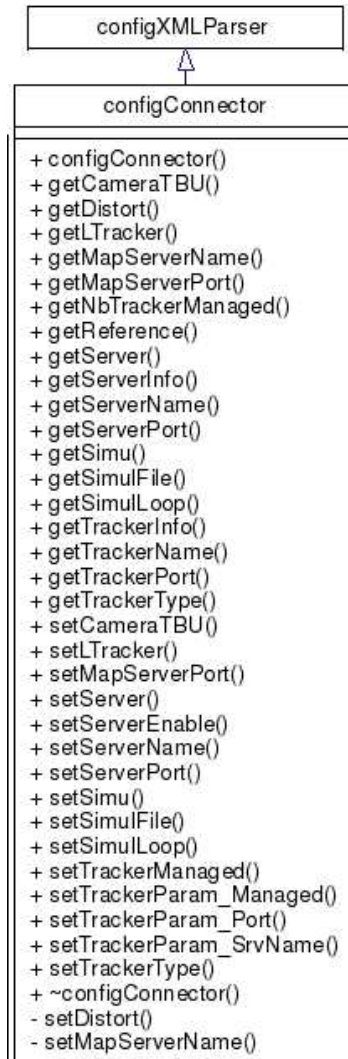 configXMLParser
configConnector
+ configConnector()
+ getCameraTBU()
+ getDistort()
+ getLTracker()
+ getMapServerName()
+ getMapServerPort()
+ getNbTrackerManaged()
+ getReference()
+ getServer()
+ getServerInfo()
+ getServerName()
+ getServerPort()
+ getSimu()
+ getSimulFile()
+ getSimulLoop()
+ getTrackerInfo()
+ getTrackerName()
+ getTrackerPort()
+ getTrackerType()
+ setCameraTBU()
+ setLTracker()
+ setMapServerPort()
+ setServer()
+ setServerEnable()
+ setServerName()
+ setServerPort()
+ setSimu()
+ setSimulFile()
+ setSimulLoop()
+ setTrackerManaged()
+ setTrackerParam_Managed()
+ setTrackerParam_Port()
+ setTrackerParam_SrvName()
+ setTrackerType()
+ ~configConnector()
- setDistort()
- setMapServerName()